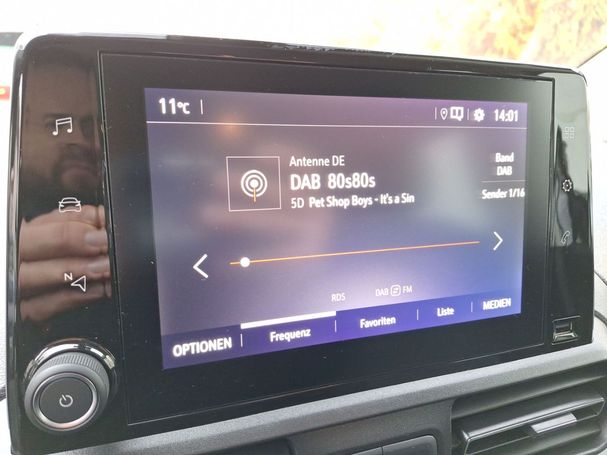 11°C
14:01
Antenne DE
DAB 80s80s
5D Pet Shop Boys - It's a Sin
Band
DAB
Sender 1/16
N
RDS
DAB FM
OPTIONEN
Frequenz
Favoriten
Liste
MEDIEN